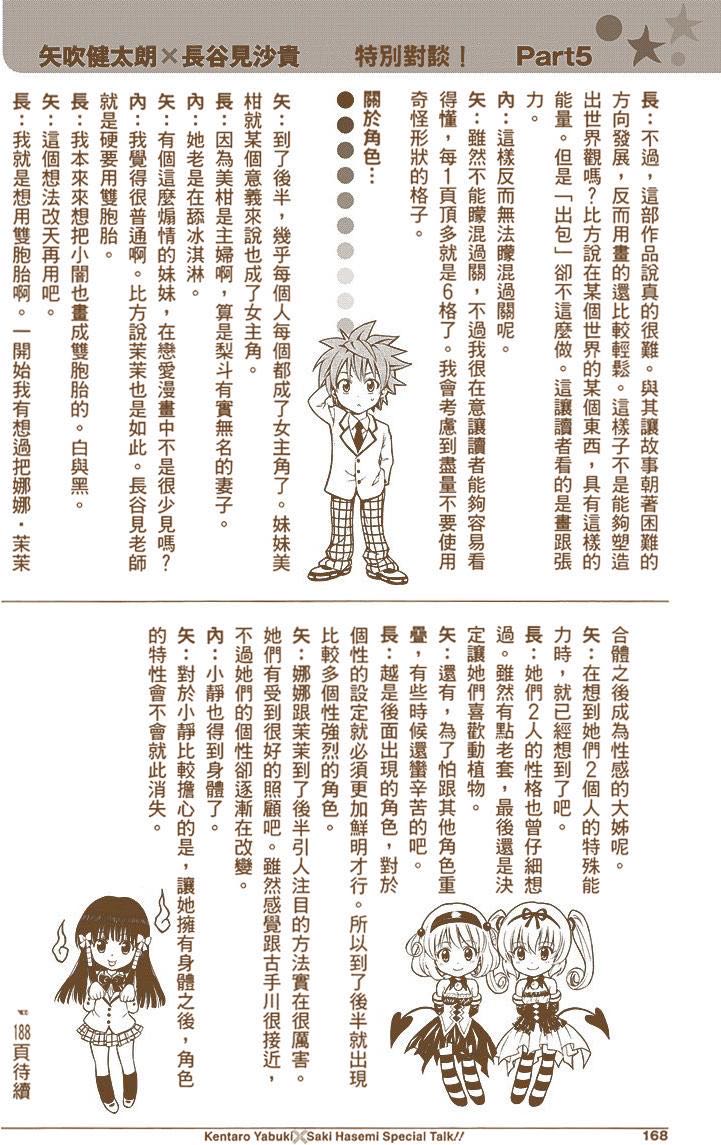 168
矢吹健太朗×長谷見沙貴　特別對談！　Part5
長：不過，這部作品說真的很難。與其讓故事朝著困難的
方向發展，反而用畫的還比較輕鬆。這樣子不是能夠塑造
出世界觀嗎？比方說在某個世界的某個東西，具有這樣的
能量。但是「出包」卻不這麼做。這讓讀者看的是畫跟張
力。
內：這樣反而無法矇混過關呢。
矢：雖然不能矇混過關，不過我很在意讓讀者能夠容易看
得懂，每1頁頂多就是6格了。我會考慮到盡量不要使用
奇怪形狀的格子。
關於角色…
矢：到了後半，幾乎每個人每個都成了女主角了。妹妹美
柑就某個意義來說也成了女主角。
長：因為美柑是主婦啊，算是梨斗有實無名的妻子。
內：她老是在舔冰淇淋。
矢：有個這麼煽情的妹妹，在戀愛漫畫中不是很少見嗎？
內：我覺得很普通啊。比方說茉茉也是如此。長谷見老師
就是硬要用雙胞胎。
長：我本來來想把小闇也畫成雙胞胎的。白與黑。
矢：這個想法改天再用吧。
長：我就是想用雙胞胎啊。一開始我有想過把娜娜・茉茉
合體之後成為性感的大姊呢。
矢：在想到她們2個人的特殊能
力時，就已經想到了吧。
長：她們2人的性格也曾仔細想
過。雖然有點老套，最後還是決
定讓她們喜歡動植物。
矢：還有，為了怕跟其他角色重
疊，有些時候還蠻辛苦的吧。
長：越是後面出現的角色，對於
個性的設定就必須更加鮮明才行。所以到了後半就出現
比較多個性強烈的角色。
矢：娜娜跟茉茉到了後半引人注目的方法實在很厲害。
她們有受到很好的照顧吧。雖然感覺跟古手川很接近，
不過她們的個性卻逐漸在改變。
內：小靜也得到身體了。
矢：對於小靜比較擔心的是，讓她擁有身體之後，角色
的特性會不會就此消失。
188頁待續
Kentaro Yabuki×Saki Hasemi Special Talk!!
168